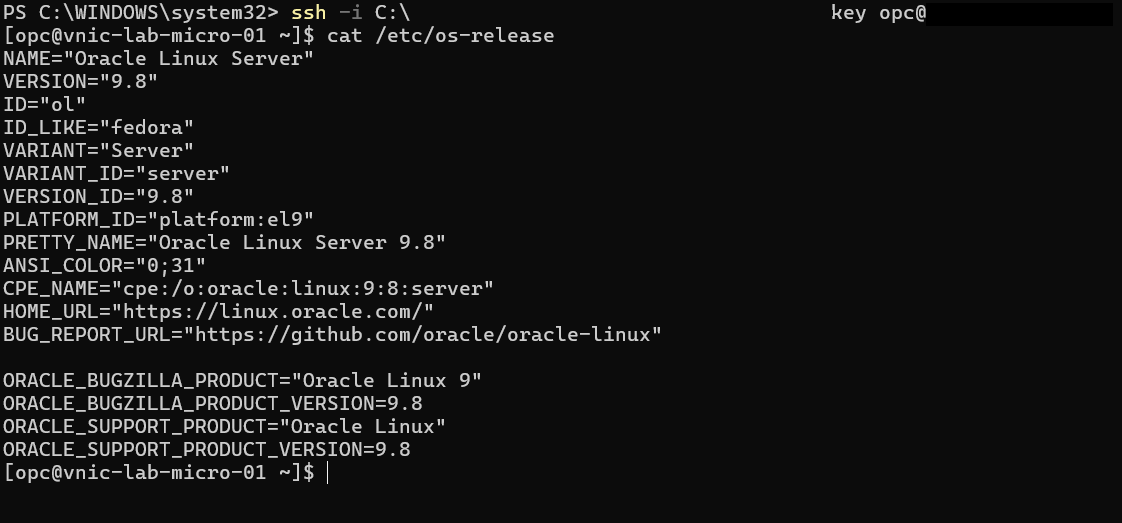 PS C:\WINDOWS\system32> ssh -i C:\ key opc@
[opc@vnic-lab-micro-01 ~]$ cat /etc/os-release
NAME="Oracle Linux Server"
VERSION="9.8"
ID="ol"
ID_LIKE="fedora"
VARIANT="Server"
VARIANT_ID="server"
VERSION_ID="9.8"
PLATFORM_ID="platform:el9"
PRETTY_NAME="Oracle Linux Server 9.8"
ANSI_COLOR="0;31"
CPE_NAME="cpe:/o:oracle:linux:9:8:server"
HOME_URL="https://linux.oracle.com/"
BUG_REPORT_URL="https://github.com/oracle/oracle-linux"
ORACLE_BUGZILLA_PRODUCT="Oracle Linux 9"
ORACLE_BUGZILLA_PRODUCT_VERSION=9.8
ORACLE_SUPPORT_PRODUCT="Oracle Linux"
ORACLE_SUPPORT_PRODUCT_VERSION=9.8
[opc@vnic-lab-micro-01 ~]$